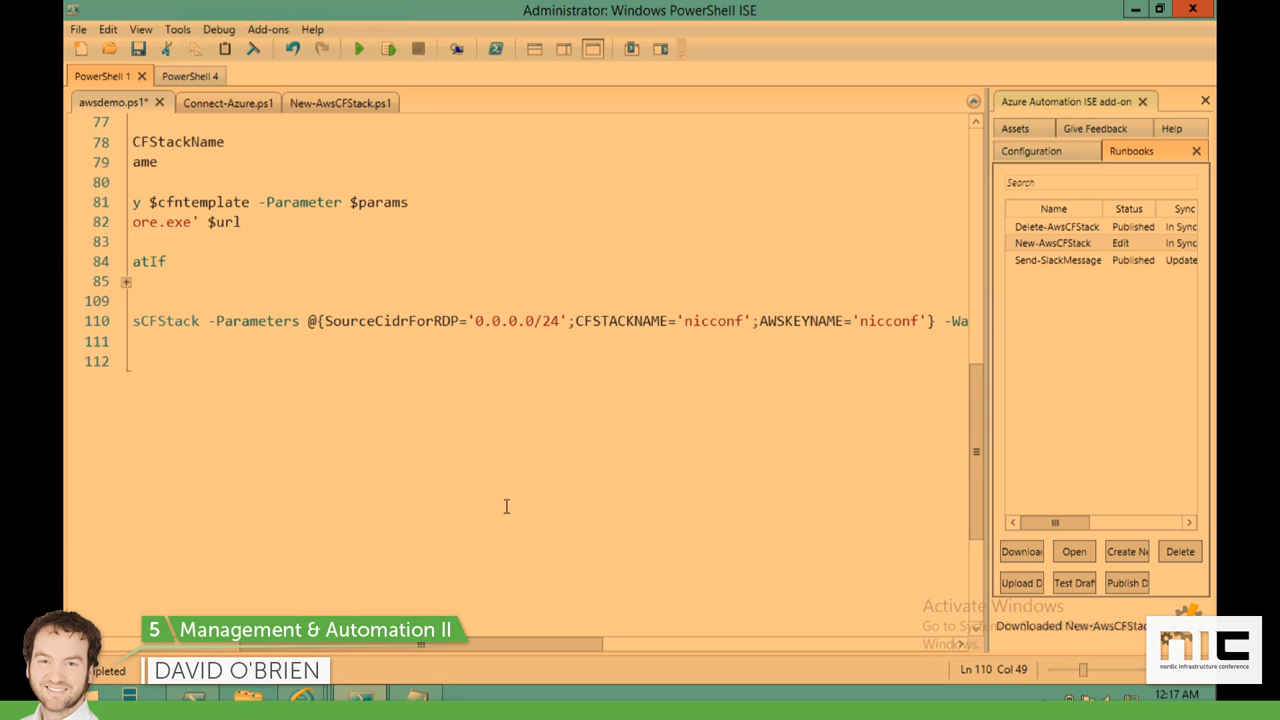 Administrator: Windows PowerShell ISE
File Edit View Tools Debug Add-ons Help
PowerShell 1 PowerShell 4
awsdemo.ps1* Connect-Azure.ps1 New-AwsCFStack.ps1
77
78 CFStackName
79 ame
80
81 y $cfntemplate -Parameter $params
82 ore.exe' $url
83
84 atIf
85
109
110 sCFStack -Parameters @{SourceCidrForRDP='0.0.0.0/24';CFSTACKNAME='nicconf';AWSKEYNAME='nicconf'} -Wa
111
112
Azure Automation ISE add-on
Assets Give Feedback Help
Configuration Runbooks
Search
Name Status Sync
Delete-AwsCFStack Published In Sync
New-AwsCFStack Edit In Sync
Send-SlackMessage Published Update
Downloa Open Create Ne Delete
Upload D Test Draf Publish D
Activate Windows
Go to System
Windows.
Downloaded New-AwsCFStac
pleted
Ln 110 Col 49
12:17 AM
5 Management & Automation II
DAVID O'BRIEN
nic
nordic infrastructure conference